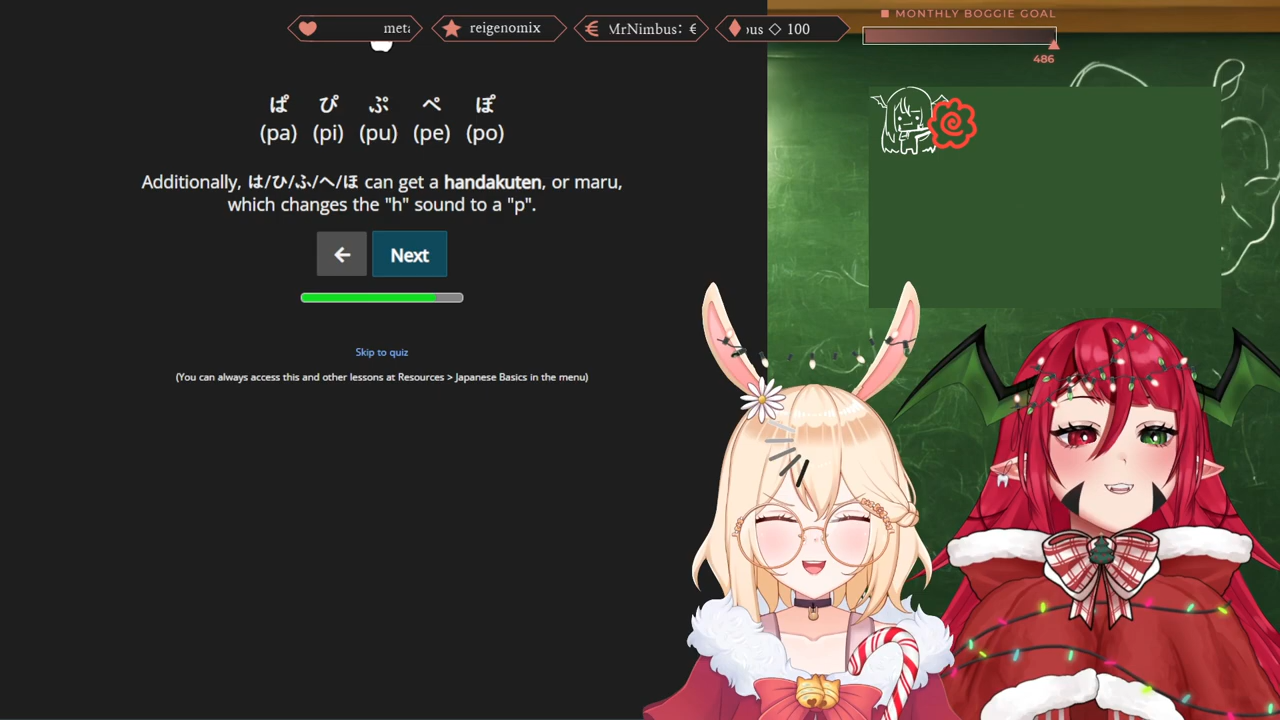 reigenomix
MrNimbus: €
◇ 100
MONTHLY BOGGIE GOAL
486
ぱ ぴ ぷ ぺ ぽ
(pa) (pi) (pu) (pe) (po)
Additionally, は/ひ/ふ/へ/ほ can get a handakuten, or maru,
which changes the "h" sound to a "p".
Next
Skip to quiz
(You can always access this and other lessons at Resources > Japanese Basics in the menu)